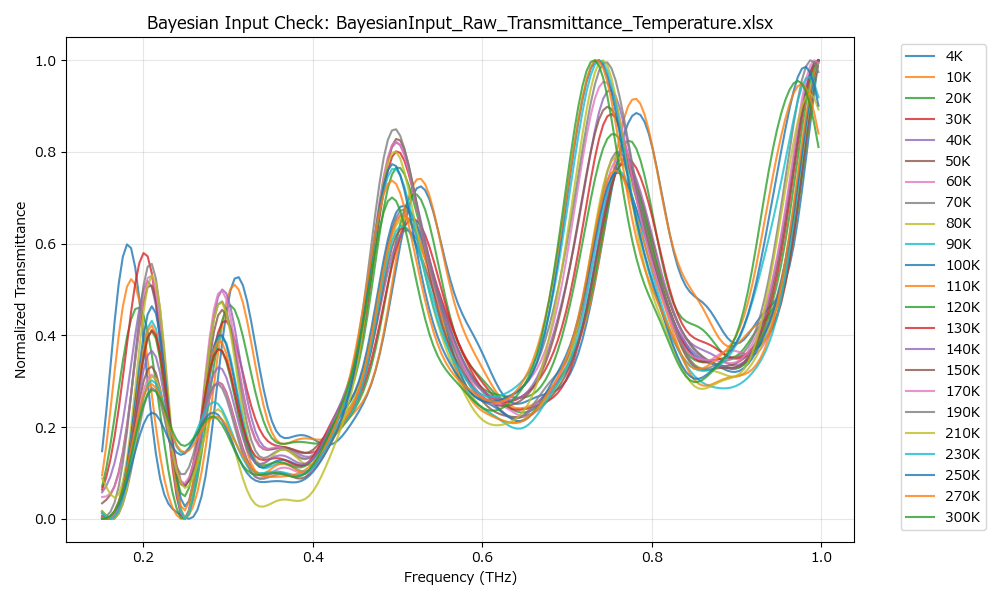 Bayesian Input Check: BayesianInput_Raw_Transmittance_Temperature.xlsx
Normalized Transmittance
1.0
0.8
0.6
0.4
0.2
0.0
0.2
0.4
0.6
0.8
1.0
Frequency (THz)
4K
10K
20K
30K
40K
50K
60K
70K
80K
90K
100K
110K
120K
130K
140K
150K
170K
190K
210K
230K
250K
270K
300K